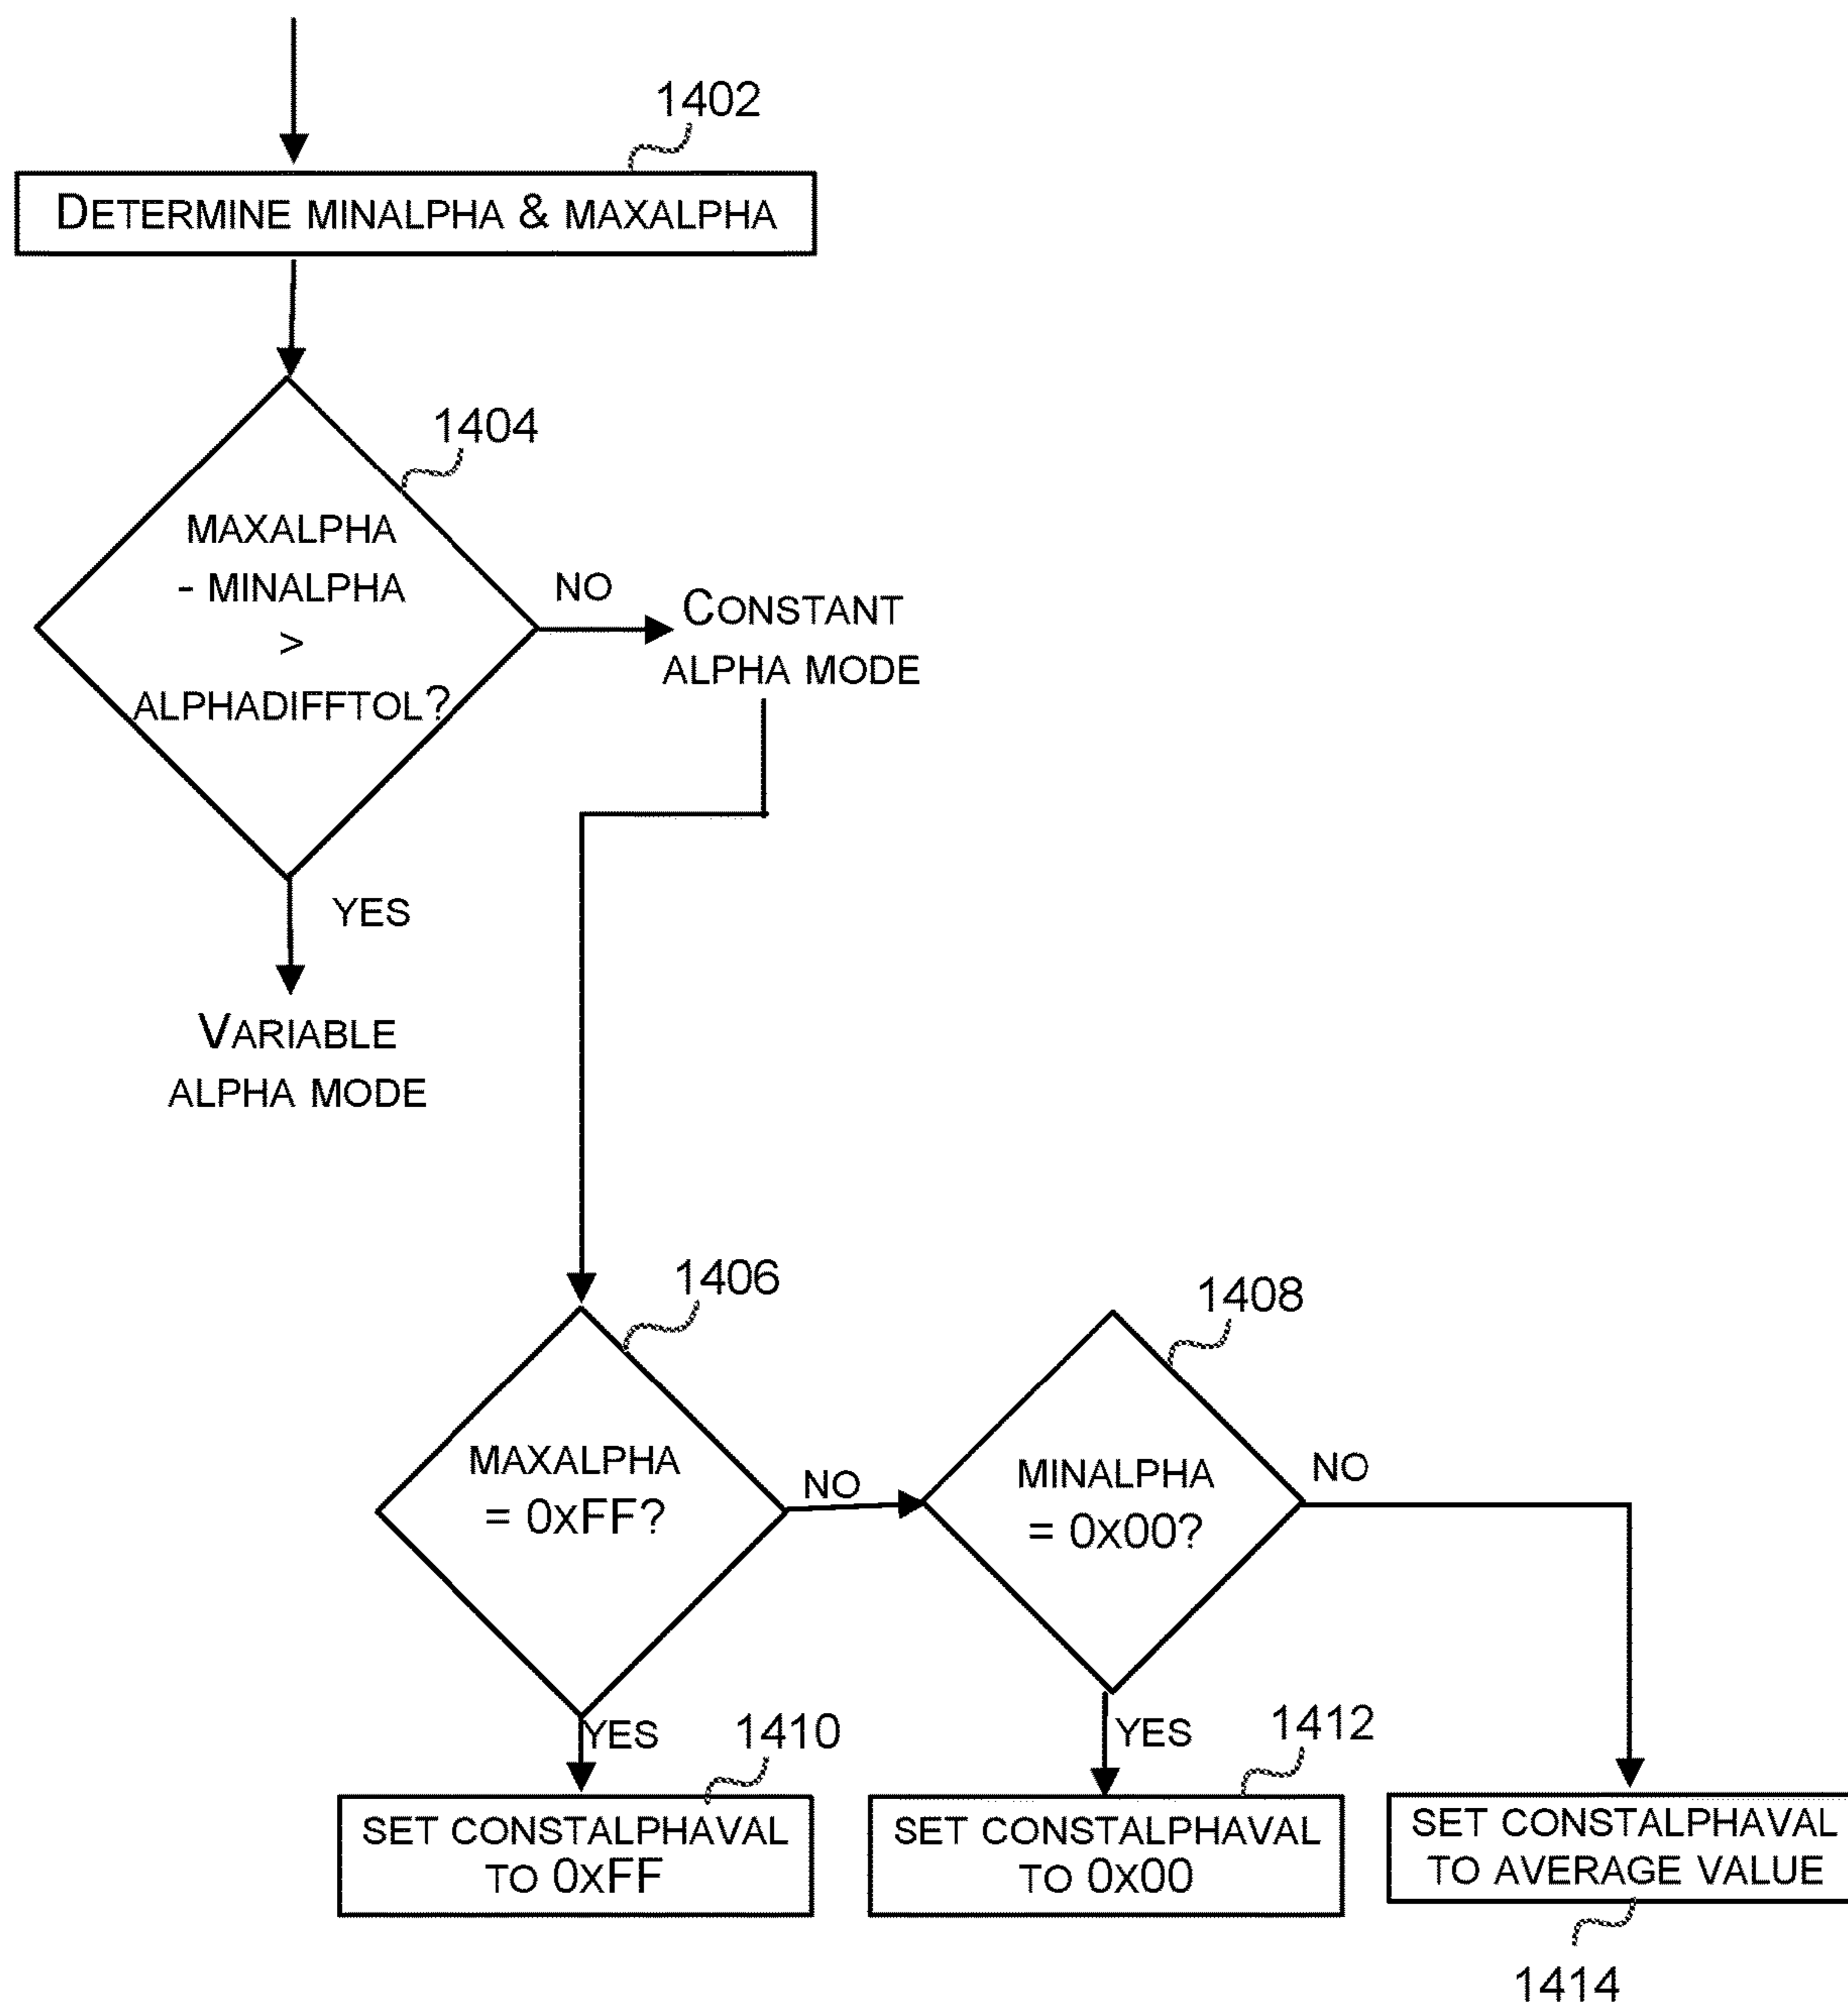 1402
DETERMINE MINALPHA & MAXALPHA
1404
MAXALPHA
- MINALPHA
>
ALPHADIFFTOL?
NO
CONSTANT
ALPHA MODE
YES
VARIABLE
ALPHA MODE
1406
MAXALPHA
= 0XFF?
NO
1408
MINALPHA
= 0X00?
NO
YES
1410
SET CONSTALPHAVAL
TO 0XFF
YES
1412
SET CONSTALPHAVAL
TO 0X00
SET CONSTALPHAVAL
TO AVERAGE VALUE
1414